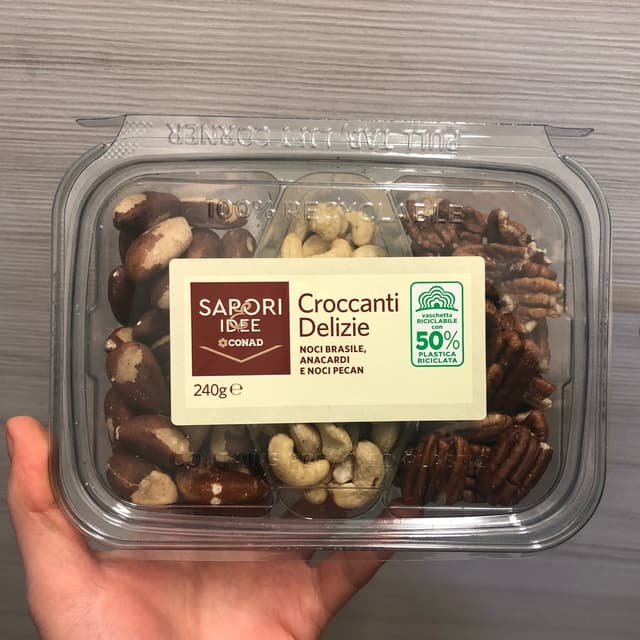 PULL TAB, LIFT CORNER
100% RECYCLABLE
SAPORI
&
IDEE
CONAD
Croccanti
Delizie
NOCI BRASILE,
ANACARDI
E NOCI PECAN
240g e
vaschetta
RICICLABILE
con
50%
PLASTICA
RICICLATA